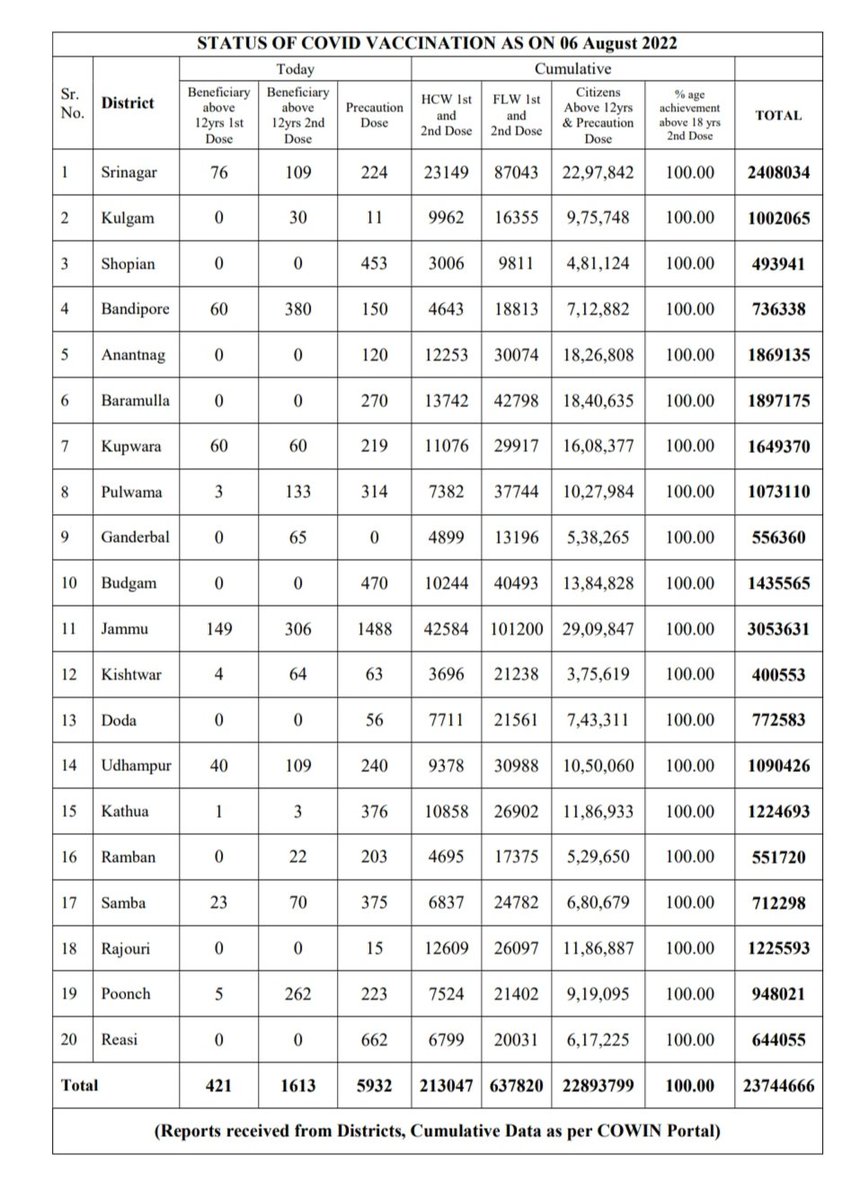 STATUS OF COVID VACCINATION AS ON 06 August 2022
Sr. No. District Today Cumulative
Beneficiary above 12yrs 1st Dose Beneficiary above 12yrs 2nd Dose Precaution Dose HCW 1st and 2nd Dose FLW 1st and 2nd Dose Citizens Above 12yrs & Precaution Dose % age achievement above 18 yrs 2nd Dose TOTAL
1 Srinagar 76 109 224 23149 87043 22,97,842 100.00 2408034
2 Kulgam 0 30 11 9962 16355 9,75,748 100.00 1002065
3 Shopian 0 0 453 3006 9811 4,81,124 100.00 493941
4 Bandipore 60 380 150 4643 18813 7,12,882 100.00 736338
5 Anantnag 0 0 120 12253 30074 18,26,808 100.00 1869135
6 Baramulla 0 0 270 13742 42798 18,40,635 100.00 1897175
7 Kupwara 60 60 219 11076 29917 16,08,377 100.00 1649370
8 Pulwama 3 133 314 7382 37744 10,27,984 100.00 1073110
9 Ganderbal 0 65 0 4899 13196 5,38,265 100.00 556360
10 Budgam 0 0 470 10244 40493 13,84,828 100.00 1435565
11 Jammu 149 306 1488 42584 101200 29,09,847 100.00 3053631
12 Kishtwar 4 64 63 3696 21238 3,75,619 100.00 400553
13 Doda 0 0 56 7711 21561 7,43,311 100.00 772583
14 Udhampur 40 109 240 9378 30988 10,50,060 100.00 1090426
15 Kathua 1 3 376 10858 26902 11,86,933 100.00 1224693
16 Ramban 0 22 203 4695 17375 5,29,650 100.00 551720
17 Samba 23 70 375 6837 24782 6,80,679 100.00 712298
18 Rajouri 0 0 15 12609 26097 11,86,887 100.00 1225593
19 Poonch 5 262 223 7524 21402 9,19,095 100.00 948021
20 Reasi 0 0 662 6799 20031 6,17,225 100.00 644055
Total 421 1613 5932 213047 637820 22893799 100.00 23744666
(Reports received from Districts, Cumulative Data as per COWIN Portal)